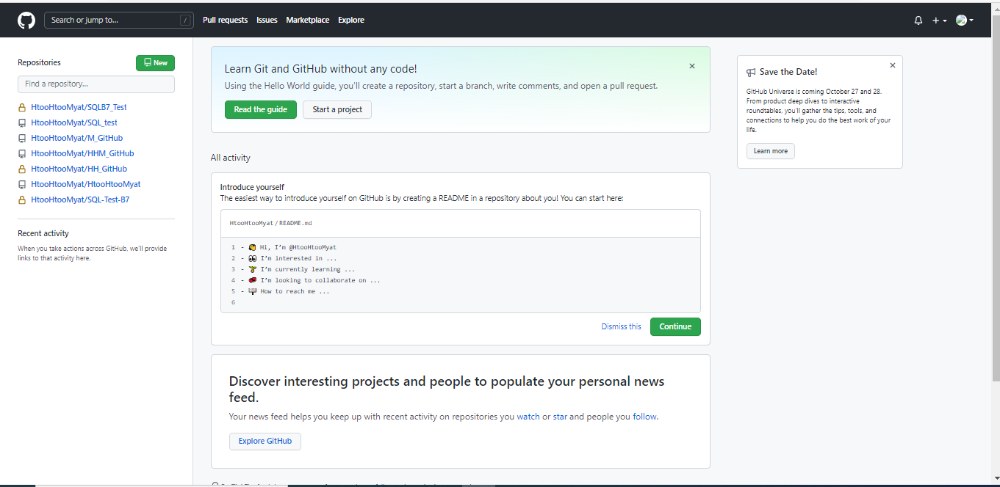 Search or jump to... /
Pull requests Issues Marketplace Explore
Repositories
New
Find a repository...
HtooHtooMyat/SQLB7_Test
HtooHtooMyat/SQL_test
HtooHtooMyat/M_GitHub
HtooHtooMyat/HHM_GitHub
HtooHtooMyat/HH_GitHub
HtooHtooMyat/HtooHtooMyat
HtooHtooMyat/SQL-Test-B7
Recent activity
When you take actions across GitHub, we'll provide
links to that activity here.
Learn Git and GitHub without any code!
Using the Hello World guide, you'll create a repository, start a branch, write comments, and open a pull request.
Read the guide
Start a project
All activity
Introduce yourself
The easiest way to introduce yourself on GitHub is by creating a README in a repository about you! You can start here:
HtooHtooMyat / README.md
1 - 👋 Hi, I'm @HtooHtooMyat
2 - 👀 I'm interested in ...
3 - 🌱 I'm currently learning ...
4 - 💞️ I'm looking to collaborate on ...
5 - 📫 How to reach me ...
6
Dismiss this
Continue
Discover interesting projects and people to populate your personal news
feed.
Your news feed helps you keep up with recent activity on repositories you watch or star and people you follow.
Explore GitHub
Save the Date!
GitHub Universe is coming October 27 and 28.
From product deep dives to interactive
roundtables, you'll gather the tips, tools, and
connections to help you do the best work of your
life.
Learn more